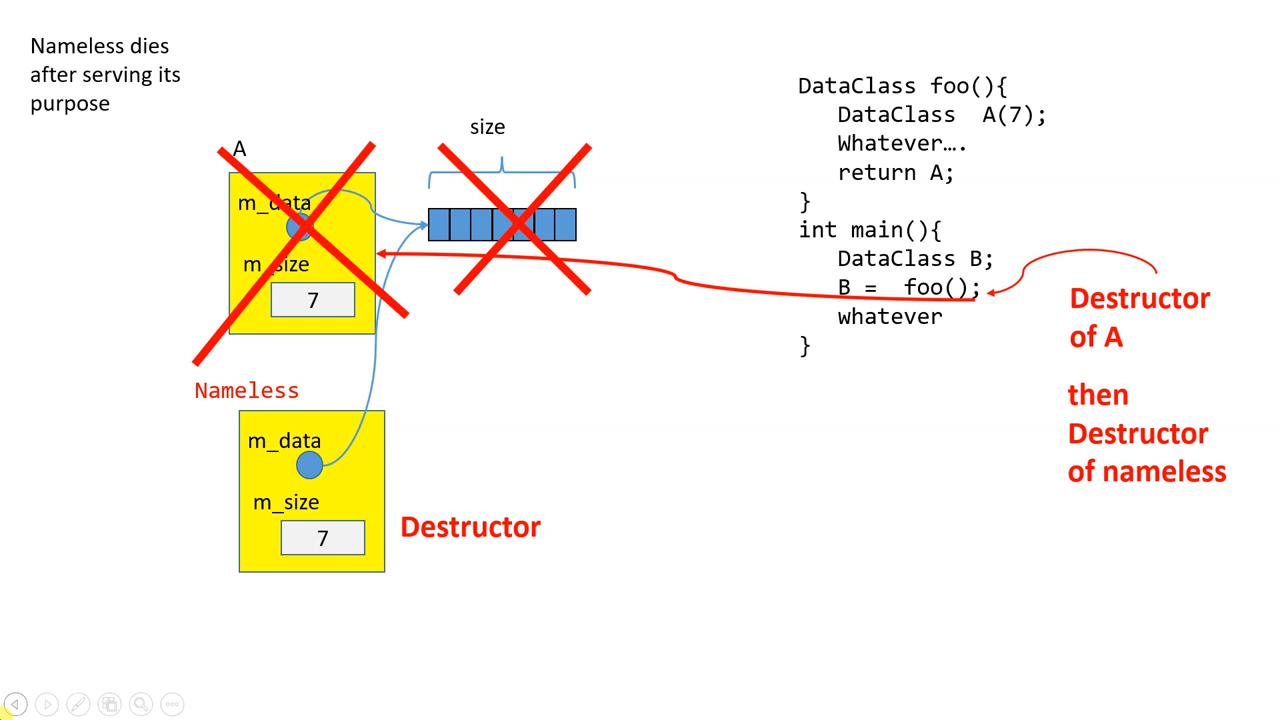 Nameless dies
after serving its
purpose
size
A
m_data
m_size
7
Nameless
m_data
m_size
7
Destructor
DataClass foo(){
DataClass  A(7);
Whatever….
return A;
}
int main(){
DataClass B;
B =  foo();
whatever
}
Destructor
of A
then
Destructor
of nameless